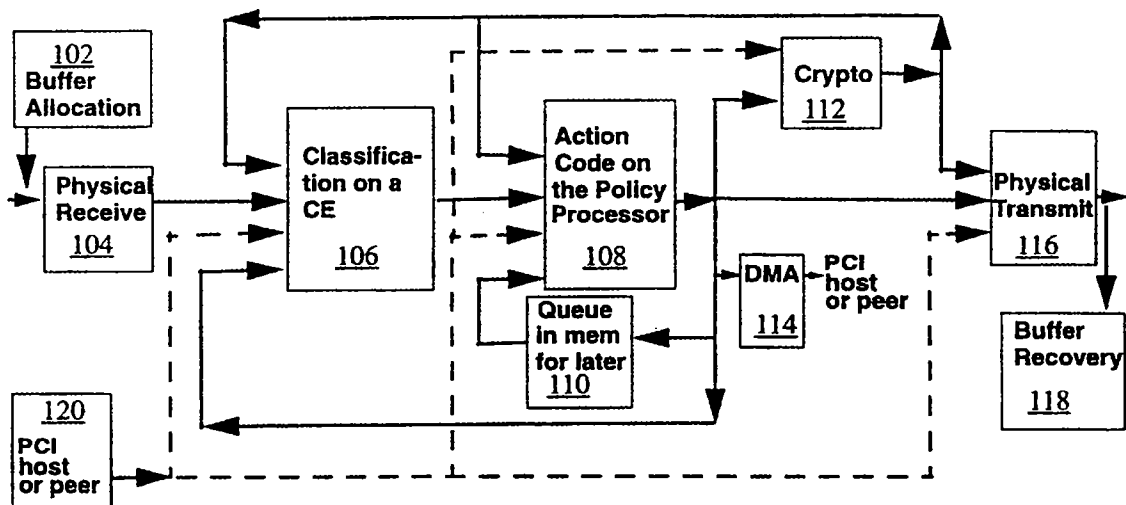 102
Buffer
Allocation
Physical
Receive
104
Classifica-
tion on a
CE
106
Action
Code on
the Policy
Processor
108
Crypto
112
Physical
Transmit
116
DMA
114
PCI
host
or peer
Queue
in mem
for later
110
Buffer
Recovery
118
120
PCI
host
or peer